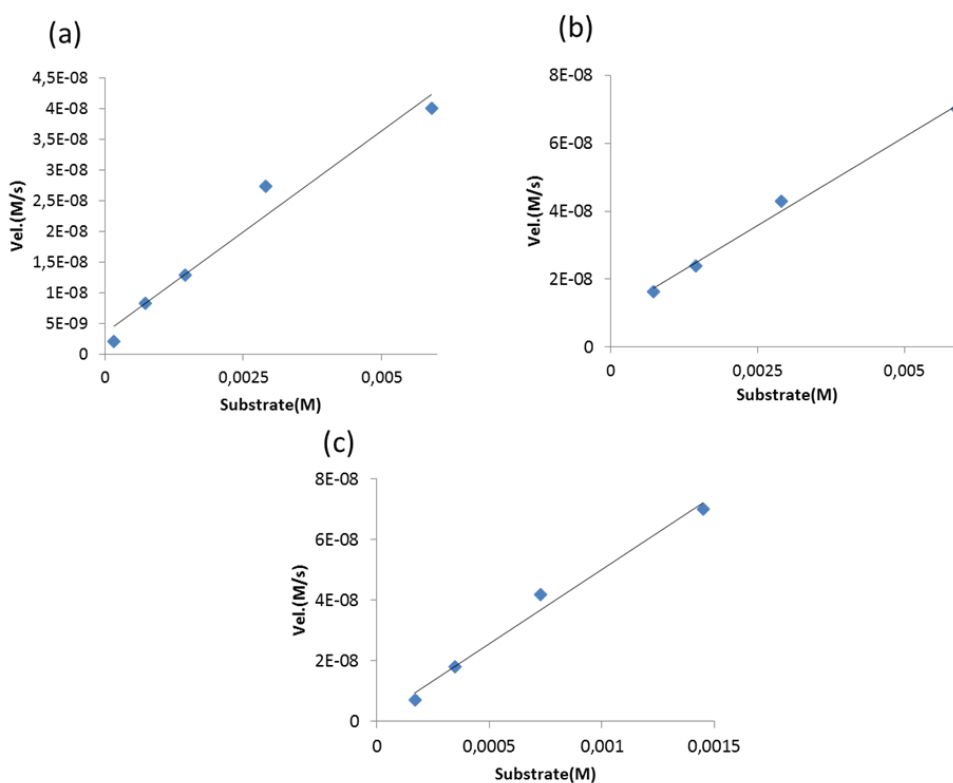 (a)
4,5E-08
4E-08
3,5E-08
3E-08
2,5E-08
2E-08
1,5E-08
1E-08
5E-09
0
Vel.(M/s)
0
0,0025
0,005
Substrate(M)
(b)
8E-08
6E-08
4E-08
2E-08
0
Vel.(M/s)
0
0,0025
0,005
Substrate(M)
(c)
8E-08
6E-08
4E-08
2E-08
0
Vel.(M/s)
0
0,0005
0,001
0,0015
Substrate(M)